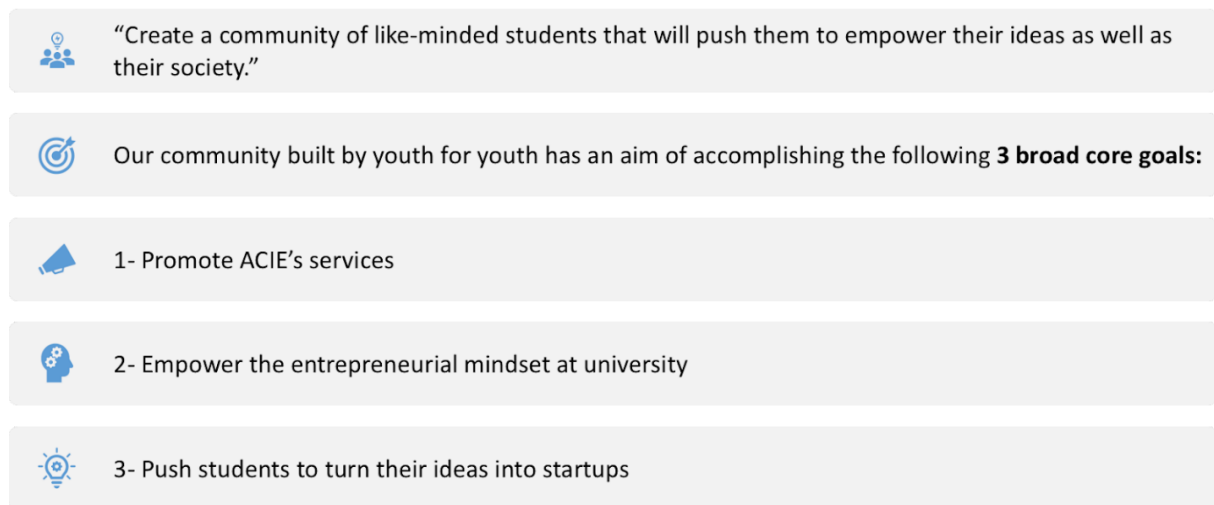 “Create a community of like-minded students that will push them to empower their ideas as well as
their society.”
Our community built by youth for youth has an aim of accomplishing the following 3 broad core goals:
1- Promote ACIE’s services
2- Empower the entrepreneurial mindset at university
3- Push students to turn their ideas into startups